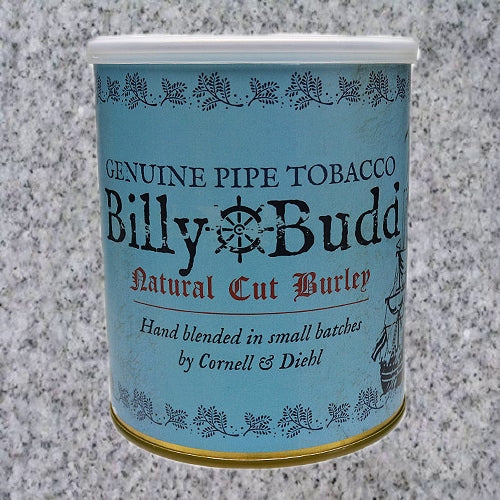 GENUINE PIPE TOBACCO
Billy Budd
Natural Cut Burley
Hand blended in small batches
by Cornell & Diehl